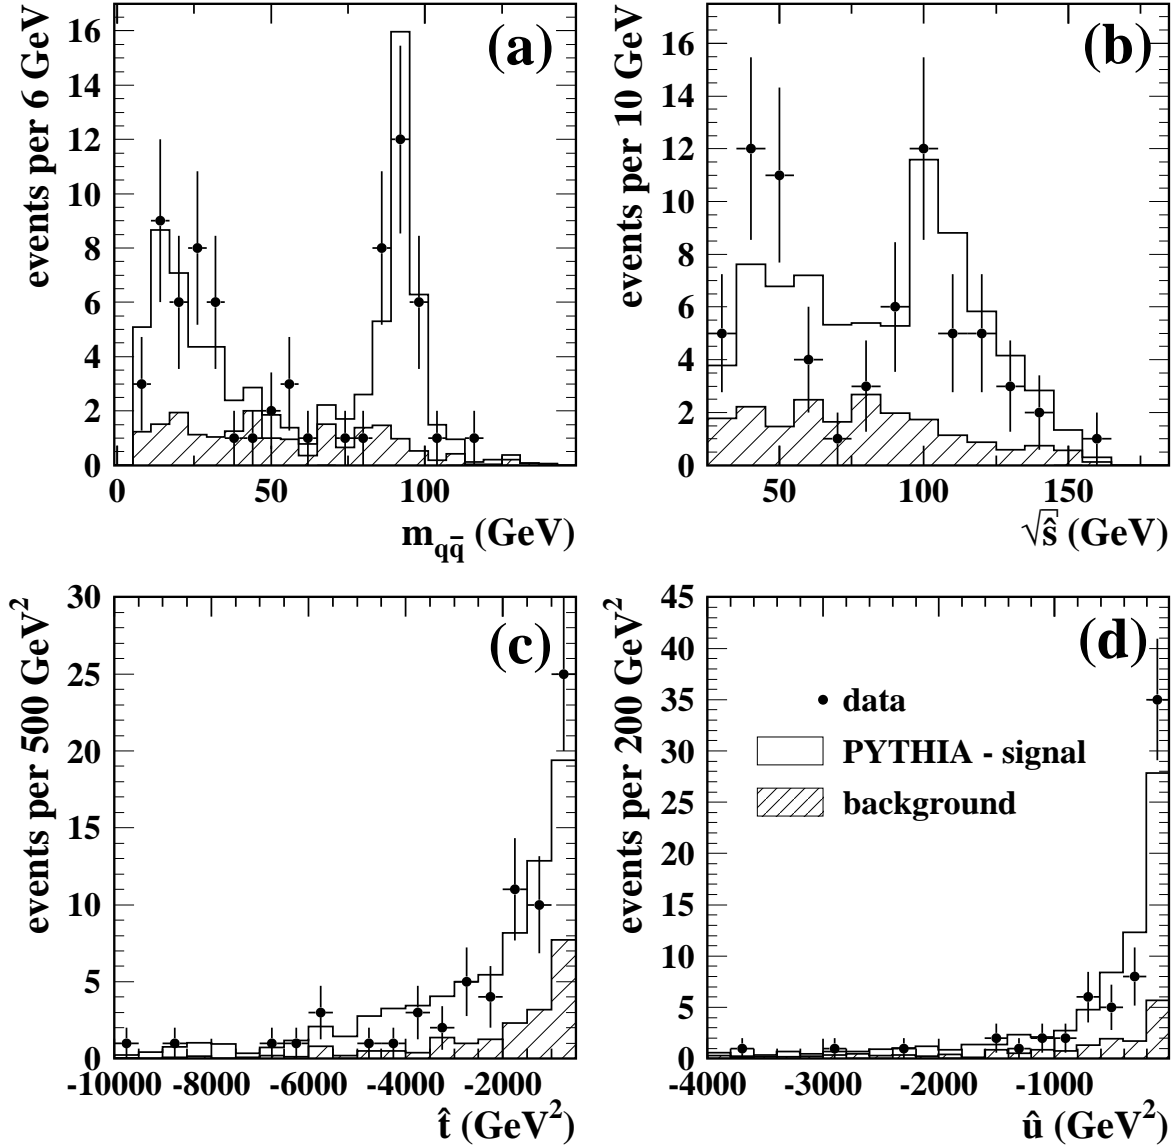 (a)
events per 6 GeV
16
14
12
10
8
6
4
2
0
0 50 100
m_qq̄ (GeV)
(b)
events per 10 GeV
16
14
12
10
8
6
4
2
0
50 100 150
√ŝ (GeV)
(c)
events per 500 GeV²
30
25
20
15
10
5
0
-10000 -8000 -6000 -4000 -2000
t̂ (GeV²)
(d)
events per 200 GeV²
45
40
35
30
25
20
15
10
5
0
data
PYTHIA - signal
background
-4000 -3000 -2000 -1000
û (GeV²)